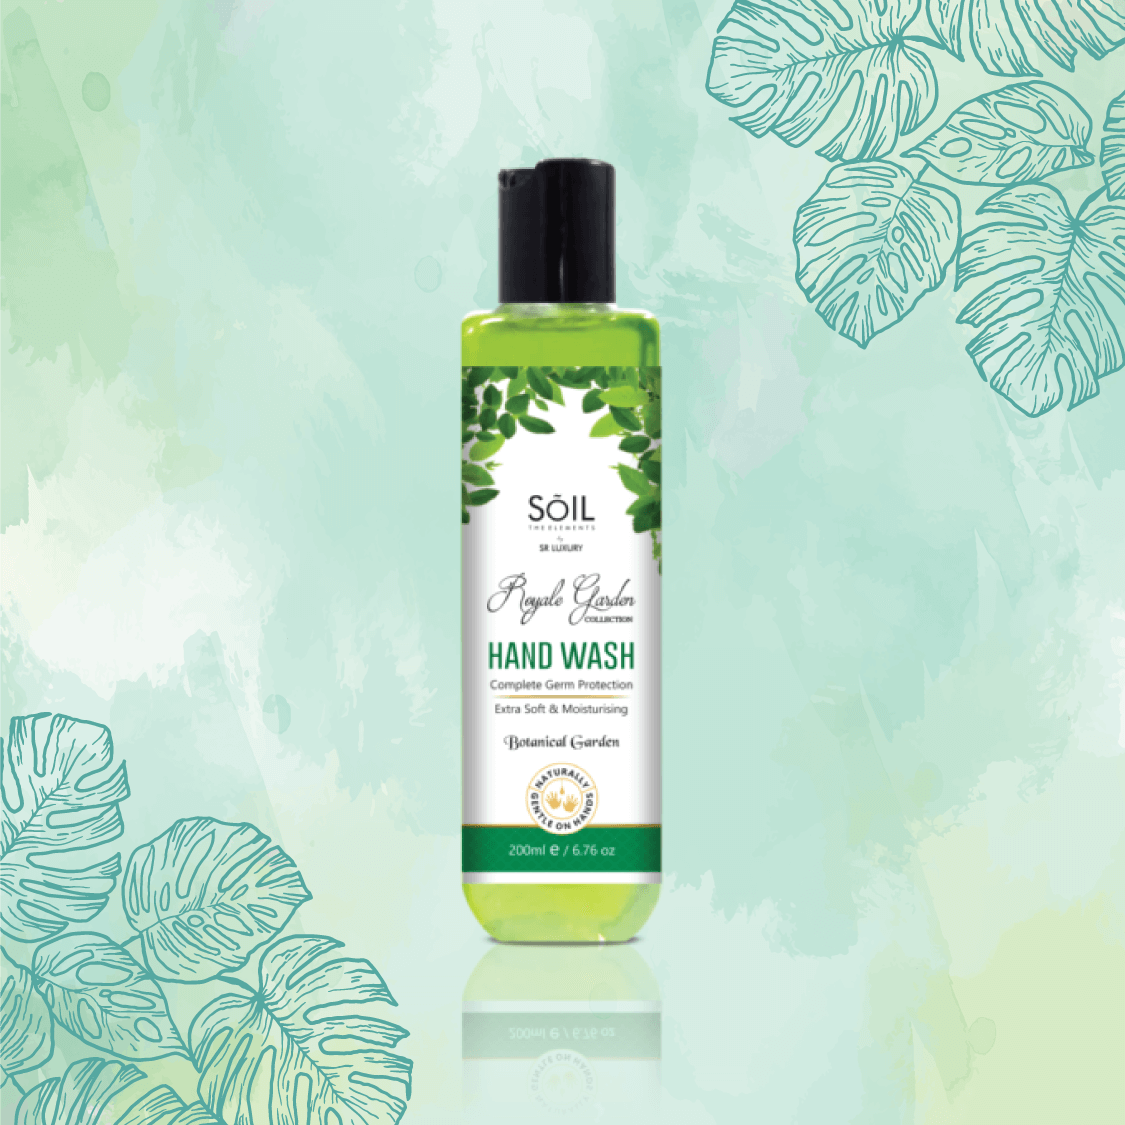 SÕIL
THE ELEMENTS
by
SR LUXURY
Royale Garden
COLLECTION
HAND WASH
Complete Germ Protection
Extra Soft & Moisturising
Botanical Garden
NATURALLY
GENTLE ON HANDS
200ml e / 6.76 oz